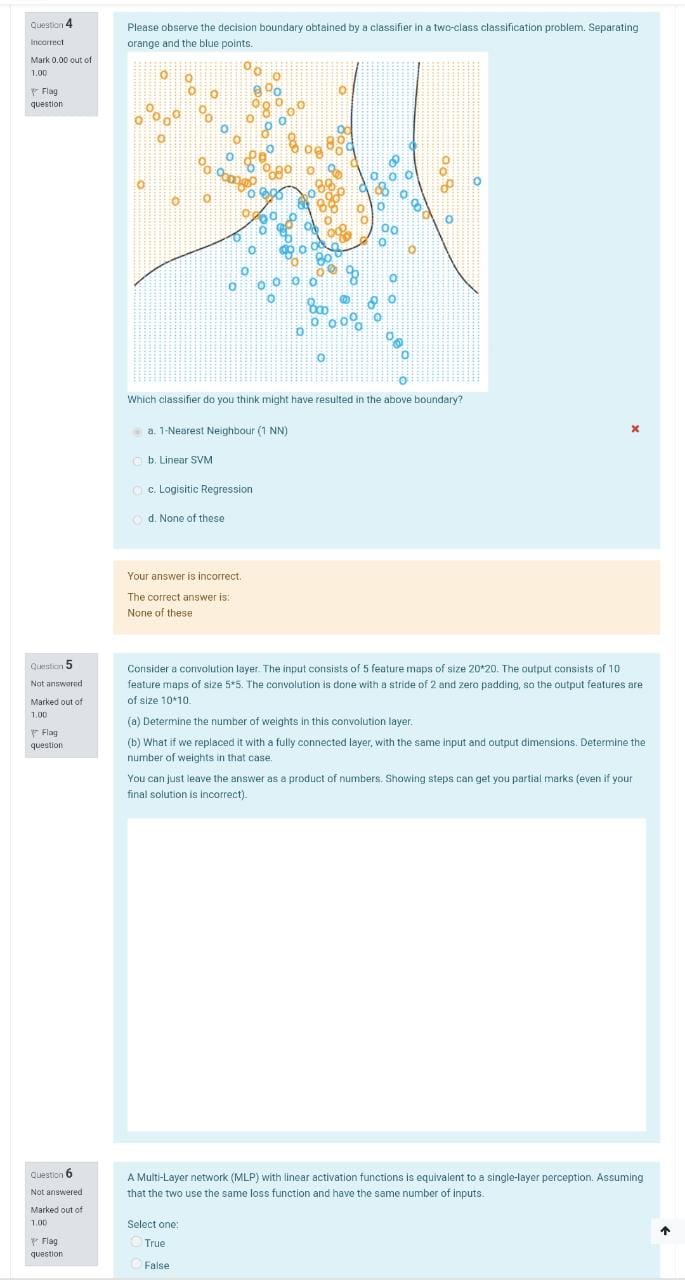 Question 4
Incorrect
Mark 0.00 out of
1.00
Flag
question
Please observe the decision boundary obtained by a classifier in a two-class classification problem. Separating
orange and the blue points.
Which classifier do you think might have resulted in the above boundary?
a. 1-Nearest Neighbour (1 NN)
b. Linear SVM
c. Logisitic Regression
d. None of these
Your answer is incorrect.
The correct answer is:
None of these
Question 5
Not answered
Marked out of
1.00
Flag
question
Consider a convolution layer. The input consists of 5 feature maps of size 20*20. The output consists of 10
feature maps of size 5*5. The convolution is done with a stride of 2 and zero padding, so the output features are
of size 10*10.
(a) Determine the number of weights in this convolution layer.
(b) What if we replaced it with a fully connected layer, with the same input and output dimensions. Determine the
number of weights in that case.
You can just leave the answer as a product of numbers. Showing steps can get you partial marks (even if your
final solution is incorrect).
Question 6
Not answered
Marked out of
1.00
Flag
question
A Multi-Layer network (MLP) with linear activation functions is equivalent to a single-layer perception. Assuming
that the two use the same loss function and have the same number of inputs.
Select one:
True
False